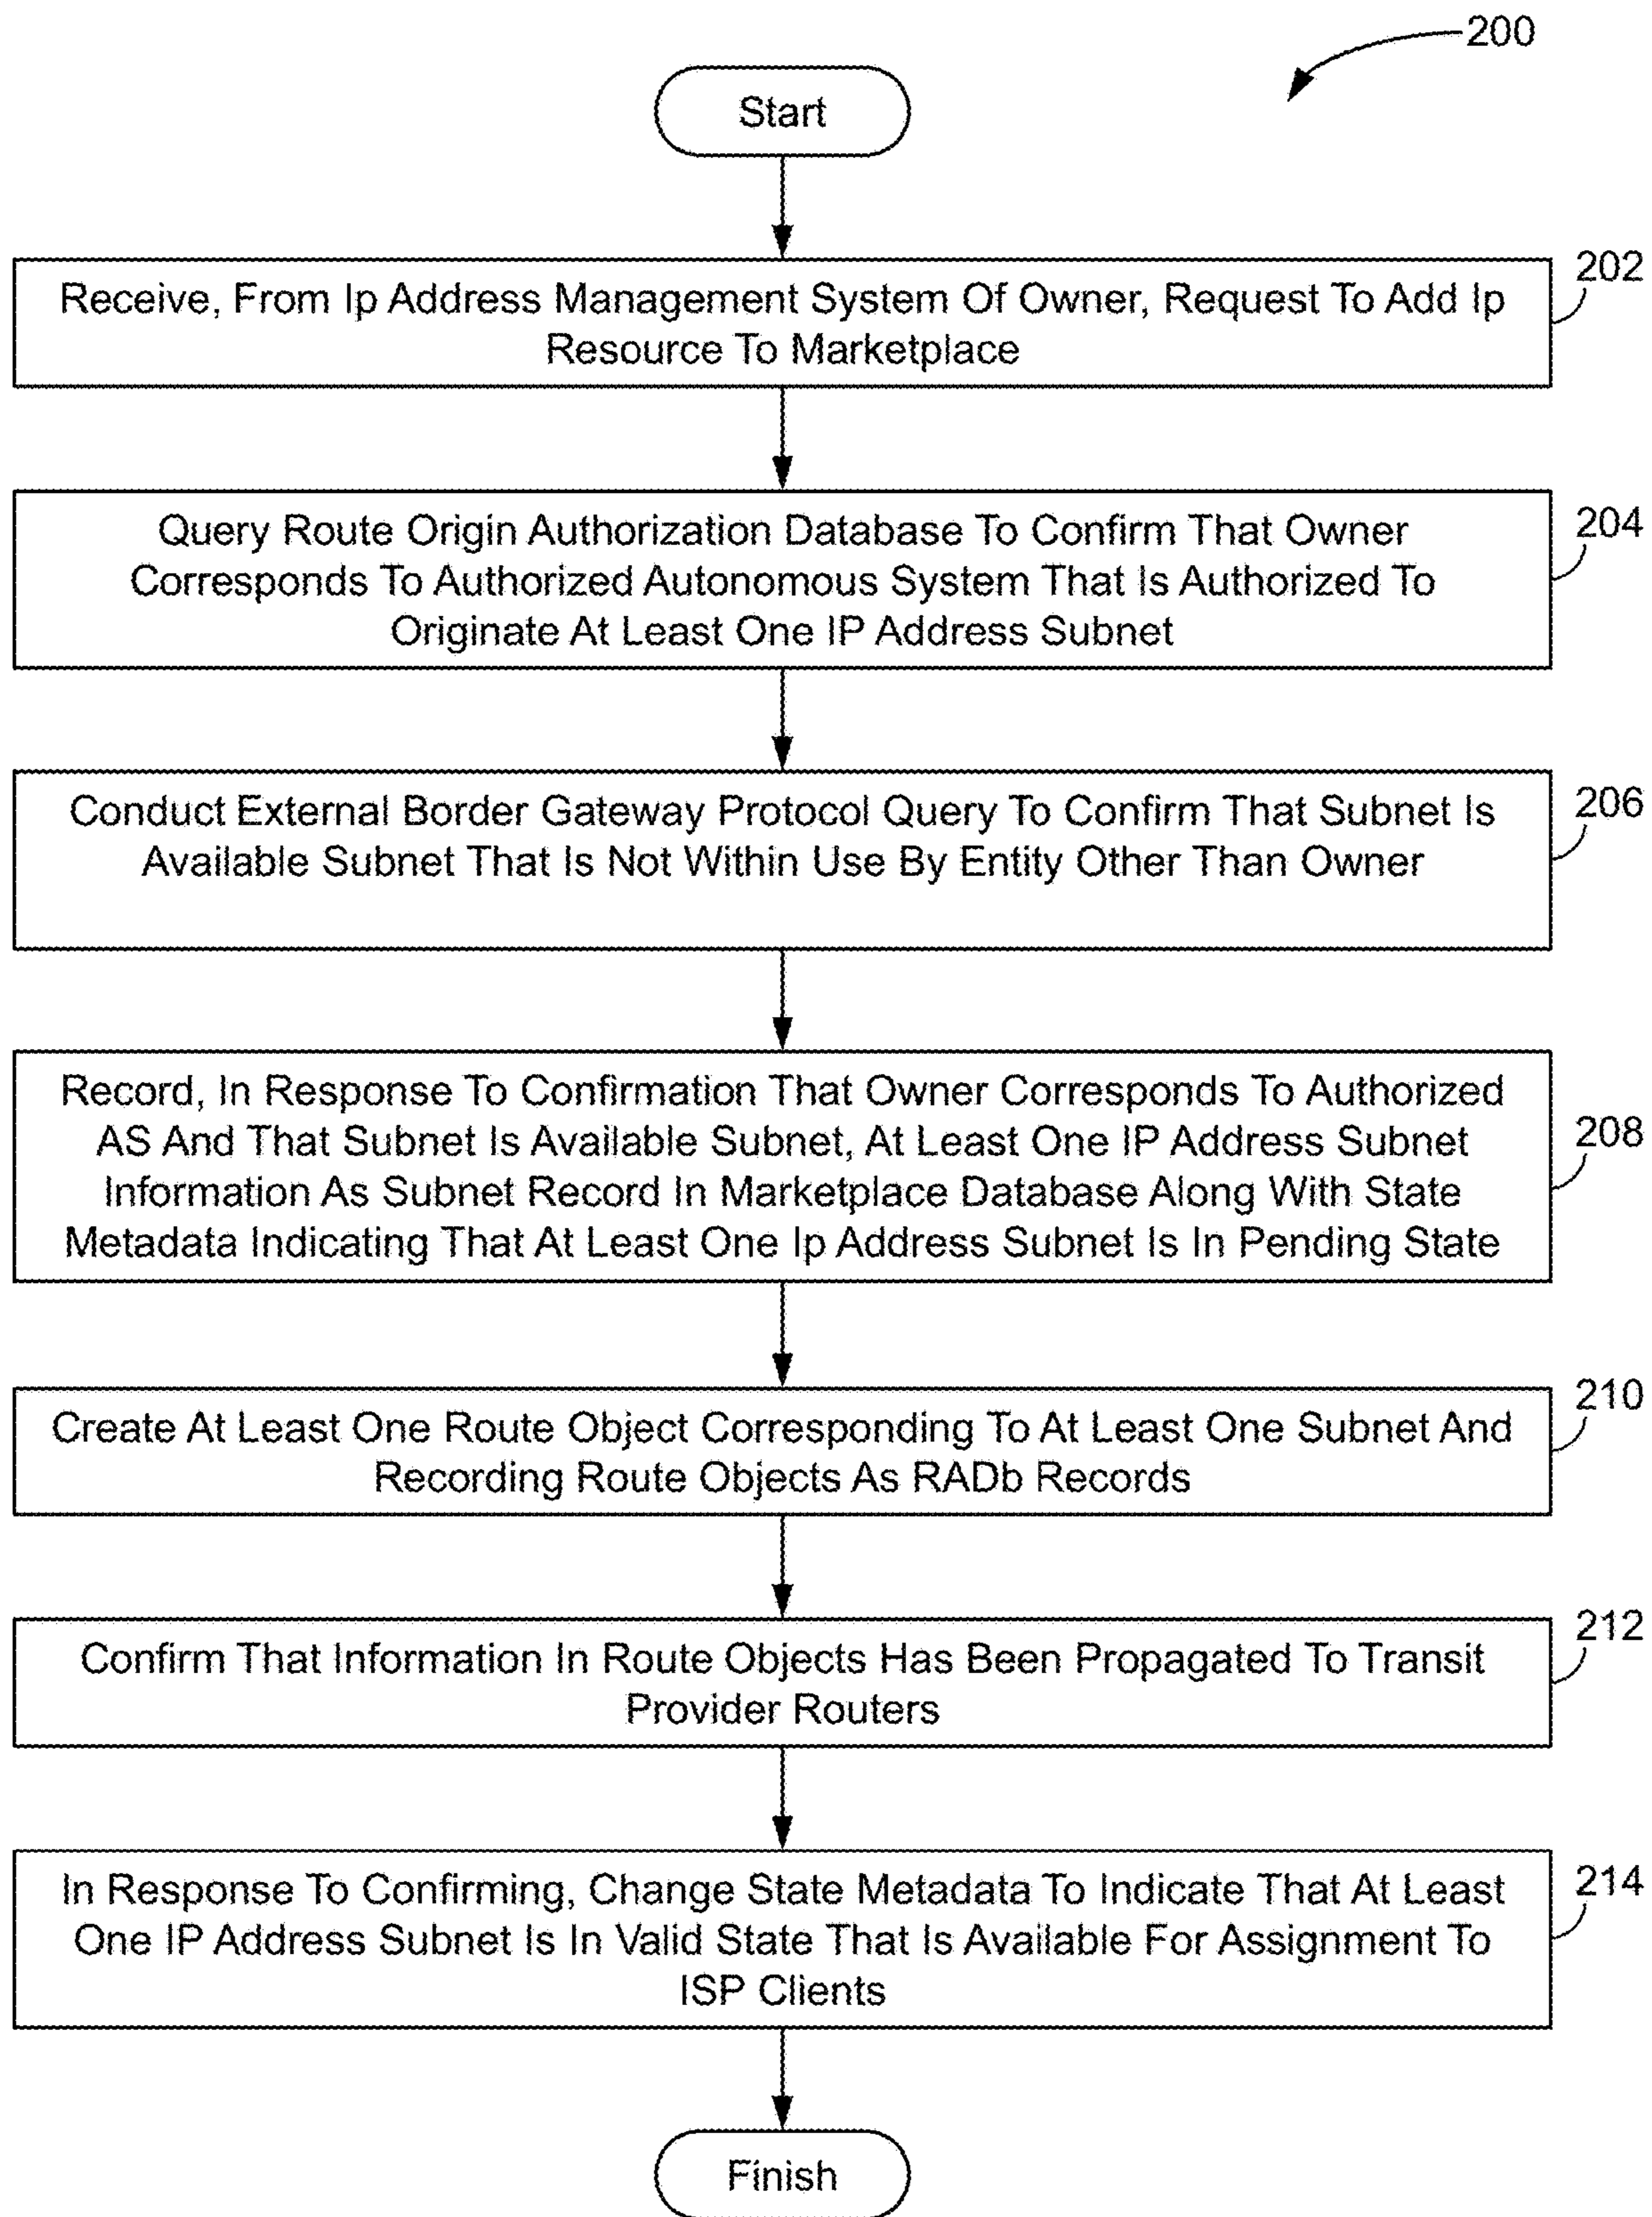 200
Start
202
Receive, From Ip Address Management System Of Owner, Request To Add Ip
Resource To Marketplace
204
Query Route Origin Authorization Database To Confirm That Owner
Corresponds To Authorized Autonomous System That Is Authorized To
Originate At Least One IP Address Subnet
206
Conduct External Border Gateway Protocol Query To Confirm That Subnet Is
Available Subnet That Is Not Within Use By Entity Other Than Owner
208
Record, In Response To Confirmation That Owner Corresponds To Authorized
AS And That Subnet Is Available Subnet, At Least One IP Address Subnet
Information As Subnet Record In Marketplace Database Along With State
Metadata Indicating That At Least One Ip Address Subnet Is In Pending State
210
Create At Least One Route Object Corresponding To At Least One Subnet And
Recording Route Objects As RADb Records
212
Confirm That Information In Route Objects Has Been Propagated To Transit
Provider Routers
214
In Response To Confirming, Change State Metadata To Indicate That At Least
One IP Address Subnet Is In Valid State That Is Available For Assignment To
ISP Clients
Finish